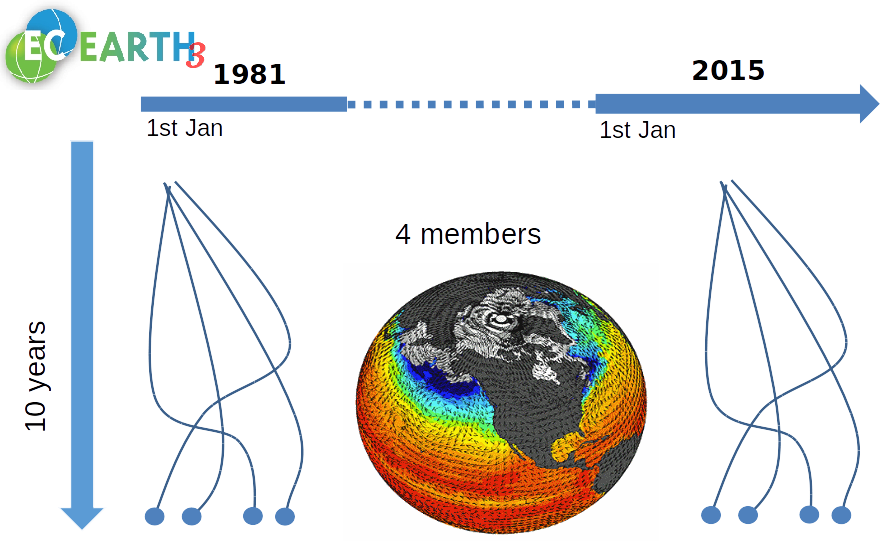 EC EARTH 3
1981
2015
1st Jan
1st Jan
4 members
10 years